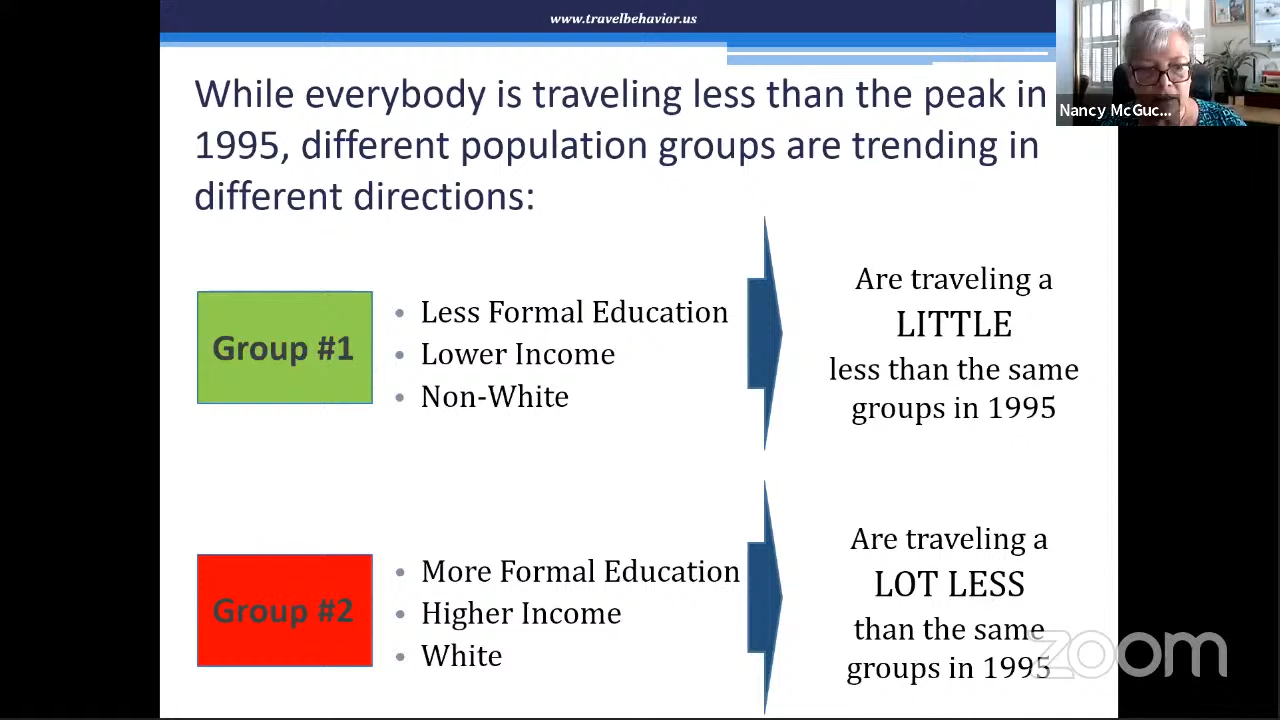 www.travelbehavior.us
While everybody is traveling less than the peak in
1995, different population groups are trending in
different directions:
Nancy McGuc...
Group #1
• Less Formal Education
• Lower Income
• Non-White
Are traveling a
LITTLE
less than the same
groups in 1995
Group #2
• More Formal Education
• Higher Income
• White
Are traveling a
LOT LESS
than the same
groups in 1995
zoom